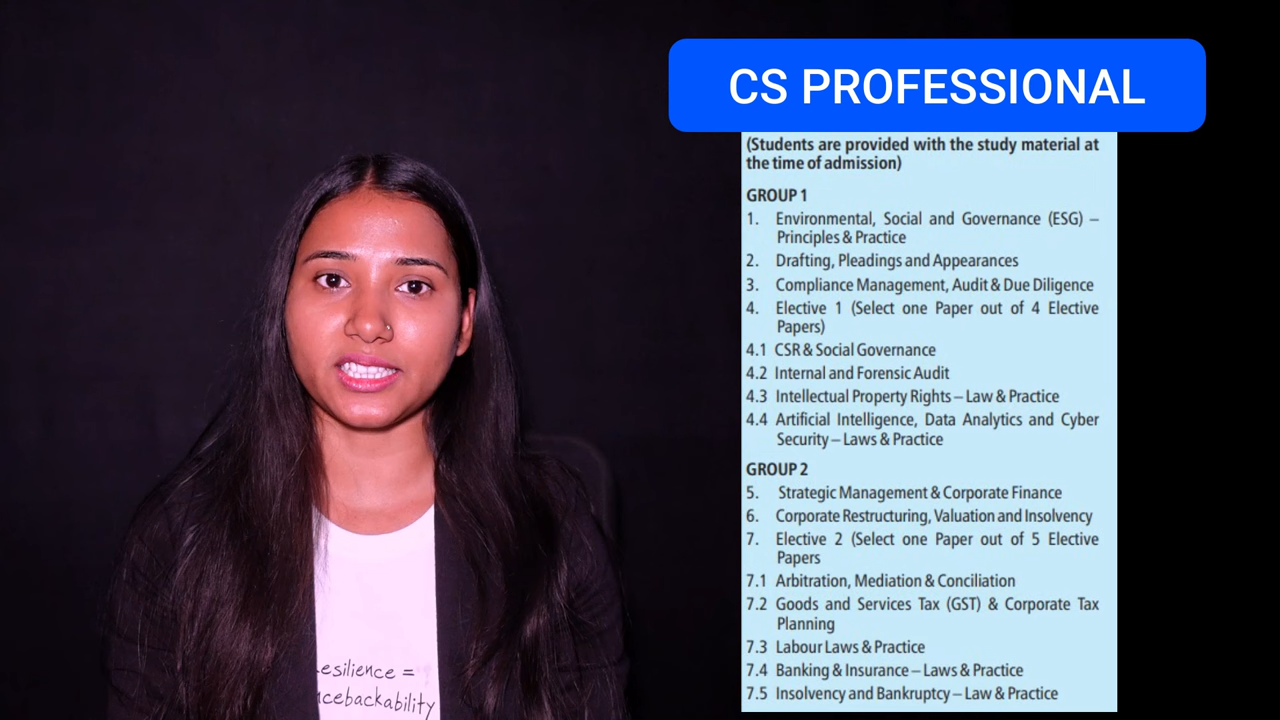 CS PROFESSIONAL
(Students are provided with the study material at
the time of admission)
GROUP 1
1. Environmental, Social and Governance (ESG) –
Principles & Practice
2. Drafting, Pleadings and Appearances
3. Compliance Management, Audit & Due Diligence
4. Elective 1 (Select one Paper out of 4 Elective
Papers)
4.1 CSR & Social Governance
4.2 Internal and Forensic Audit
4.3 Intellectual Property Rights – Law & Practice
4.4 Artificial Intelligence, Data Analytics and Cyber
Security – Laws & Practice
GROUP 2
5. Strategic Management & Corporate Finance
6. Corporate Restructuring, Valuation and Insolvency
7. Elective 2 (Select one Paper out of 5 Elective
Papers
7.1 Arbitration, Mediation & Conciliation
7.2 Goods and Services Tax (GST) & Corporate Tax
Planning
7.3 Labour Laws & Practice
7.4 Banking & Insurance – Laws & Practice
7.5 Insolvency and Bankruptcy – Law & Practice
esilience =
ncebackability